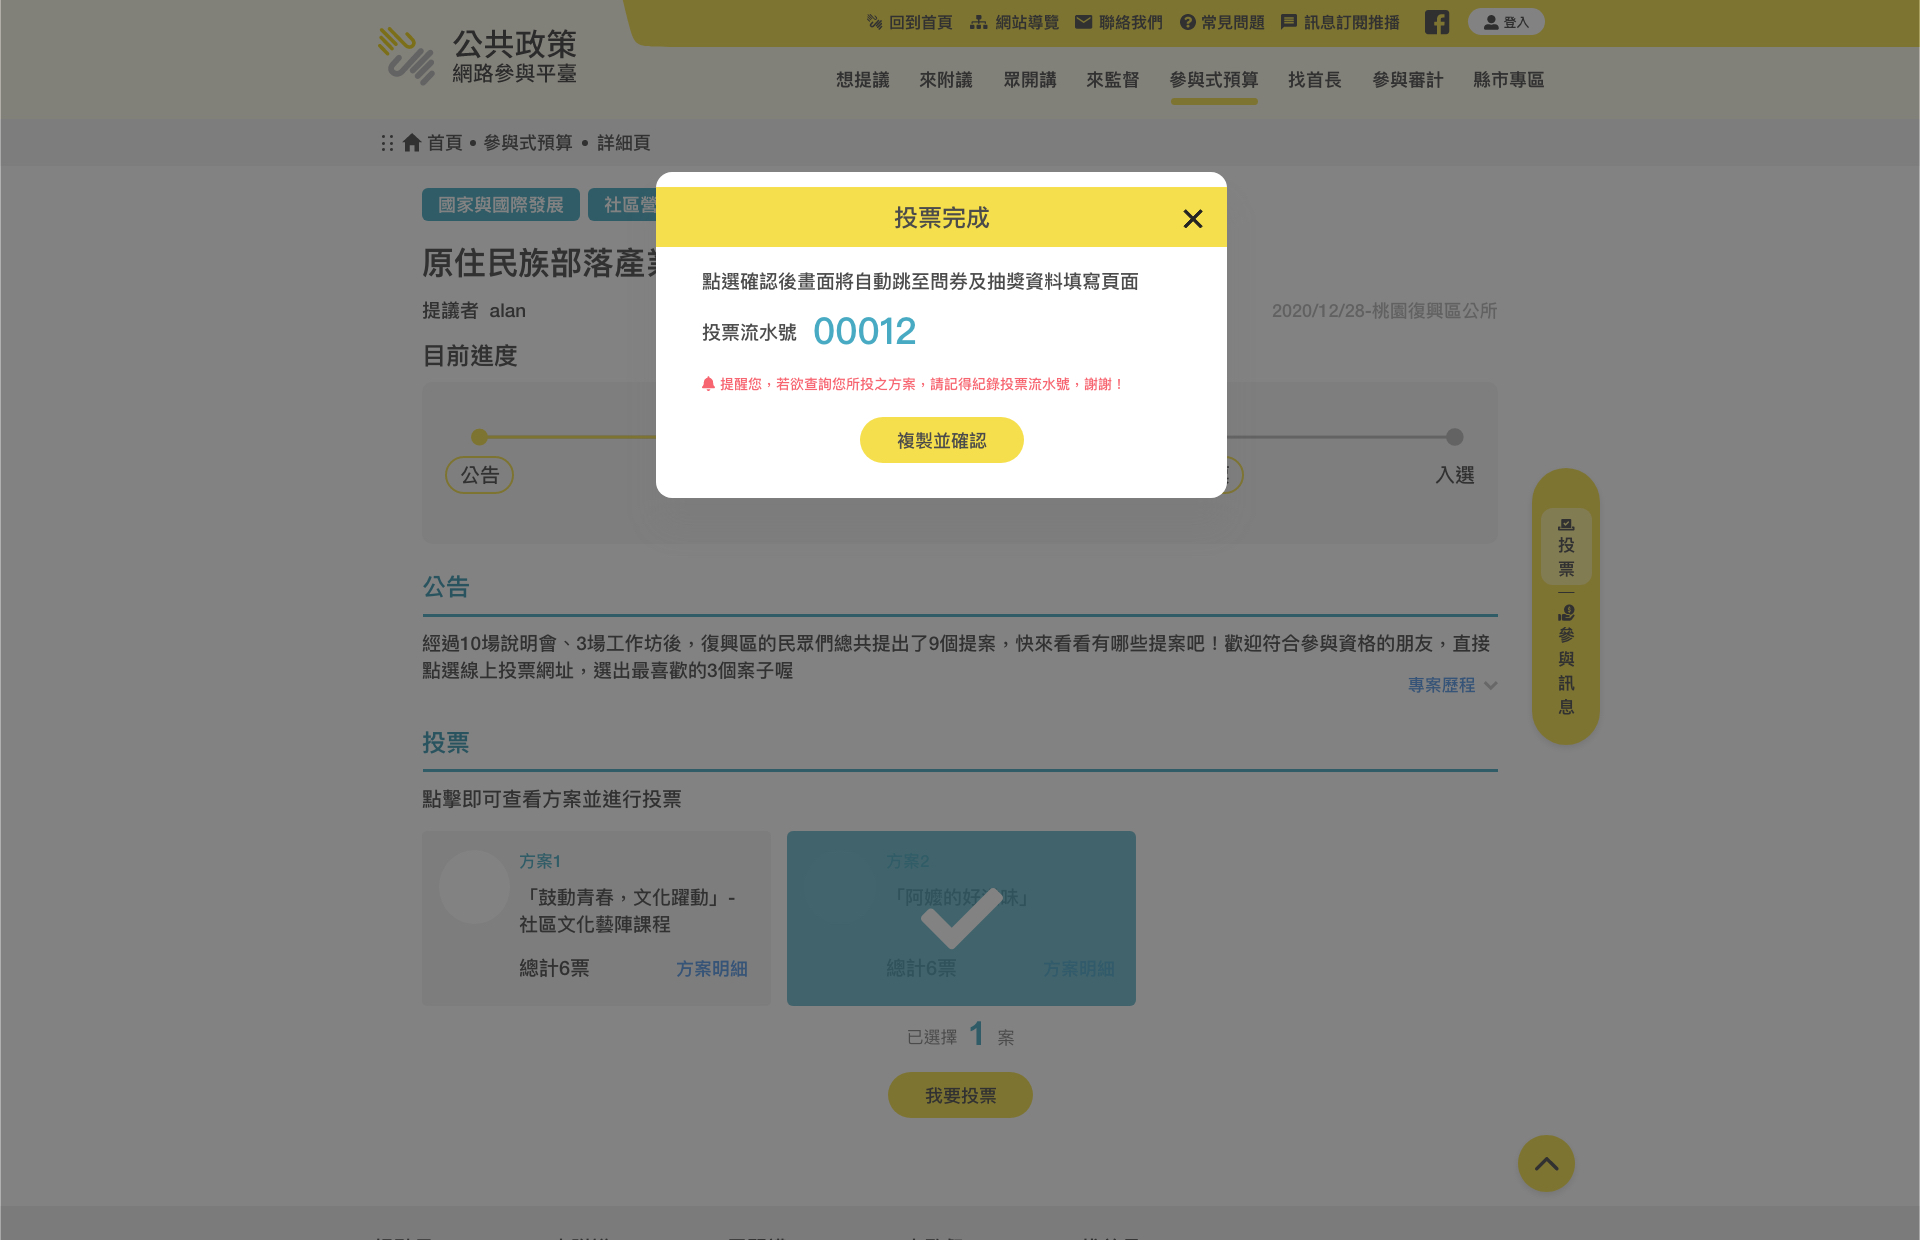 公共政策
網路參與平臺
回到首頁
網站導覽
聯絡我們
常見問題
訊息訂閱推播
登入
想提議
來附議
眾開講
來監督
參與式預算
找首長
參與審計
縣市專區
首頁
參與式預算
詳細頁
國家與國際發展
社區營
原住民族部落產
提議者 alan
2020/12/28-桃園復興區公所
目前進度
公告
入選
投票完成
點選確認後畫面將自動跳至問券及抽獎資料填寫頁面
投票流水號 00012
提醒您，若欲查詢您所投之方案，請記得紀錄投票流水號，謝謝！
複製並確認
投票
參與訊息
公告
經過10場說明會、3場工作坊後，復興區的民眾們總共提出了9個提案，快來看看有哪些提案吧！歡迎符合參與資格的朋友，直接
點選線上投票網址，選出最喜歡的3個案子喔
專案歷程
投票
點擊即可查看方案並進行投票
方案1
「鼓動青春，文化躍動」-
社區文化藝陣課程
總計6票
方案明細
方案2
「阿嬤的好味」
總計6票
方案明細
已選擇 1 案
我要投票